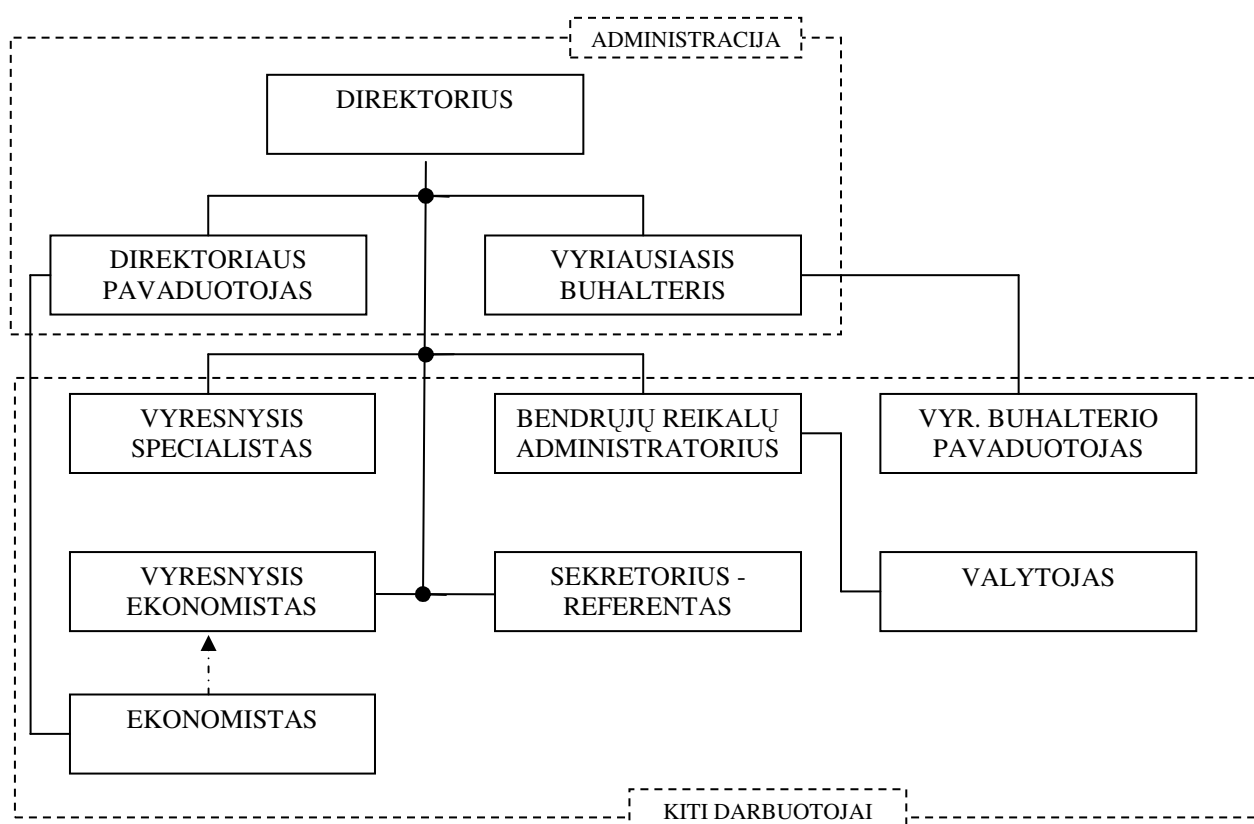 ADMINISTRACIJA
DIREKTORIUS
DIREKTORIAUS
PAVADUOTOJAS
VYRIAUSIASIS
BUHALTERIS
VYRESNYSIS
SPECIALISTAS
BENDRŲJŲ REIKALŲ
ADMINISTRATORIUS
VYR. BUHALTERIO
PAVADUOTOJAS
VYRESNYSIS
EKONOMISTAS
SEKRETORIUS -
REFERENTAS
VALYTOJAS
EKONOMISTAS
KITI DARBUOTOJAI